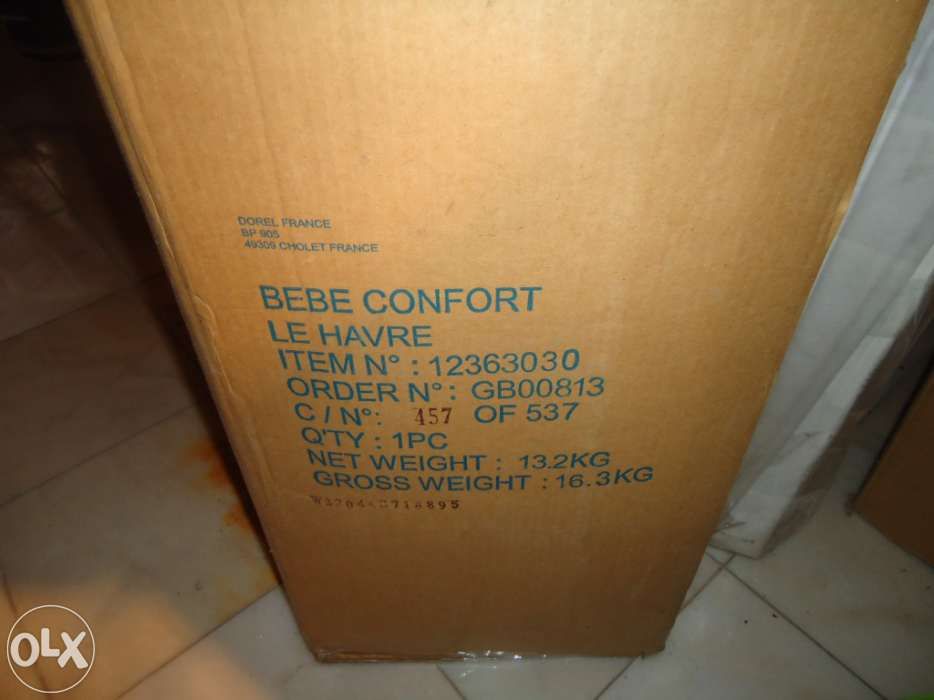 DOREL FRANCE
BP 905
49309 CHOLET FRANCE
BEBE CONFORT
LE HAVRE
ITEM N° : 12363030
ORDER N° : GB00813
C / N°: 457 OF 537
Q'TY : 1PC
NET WEIGHT : 13.2KG
GROSS WEIGHT : 16.3KG
OLX